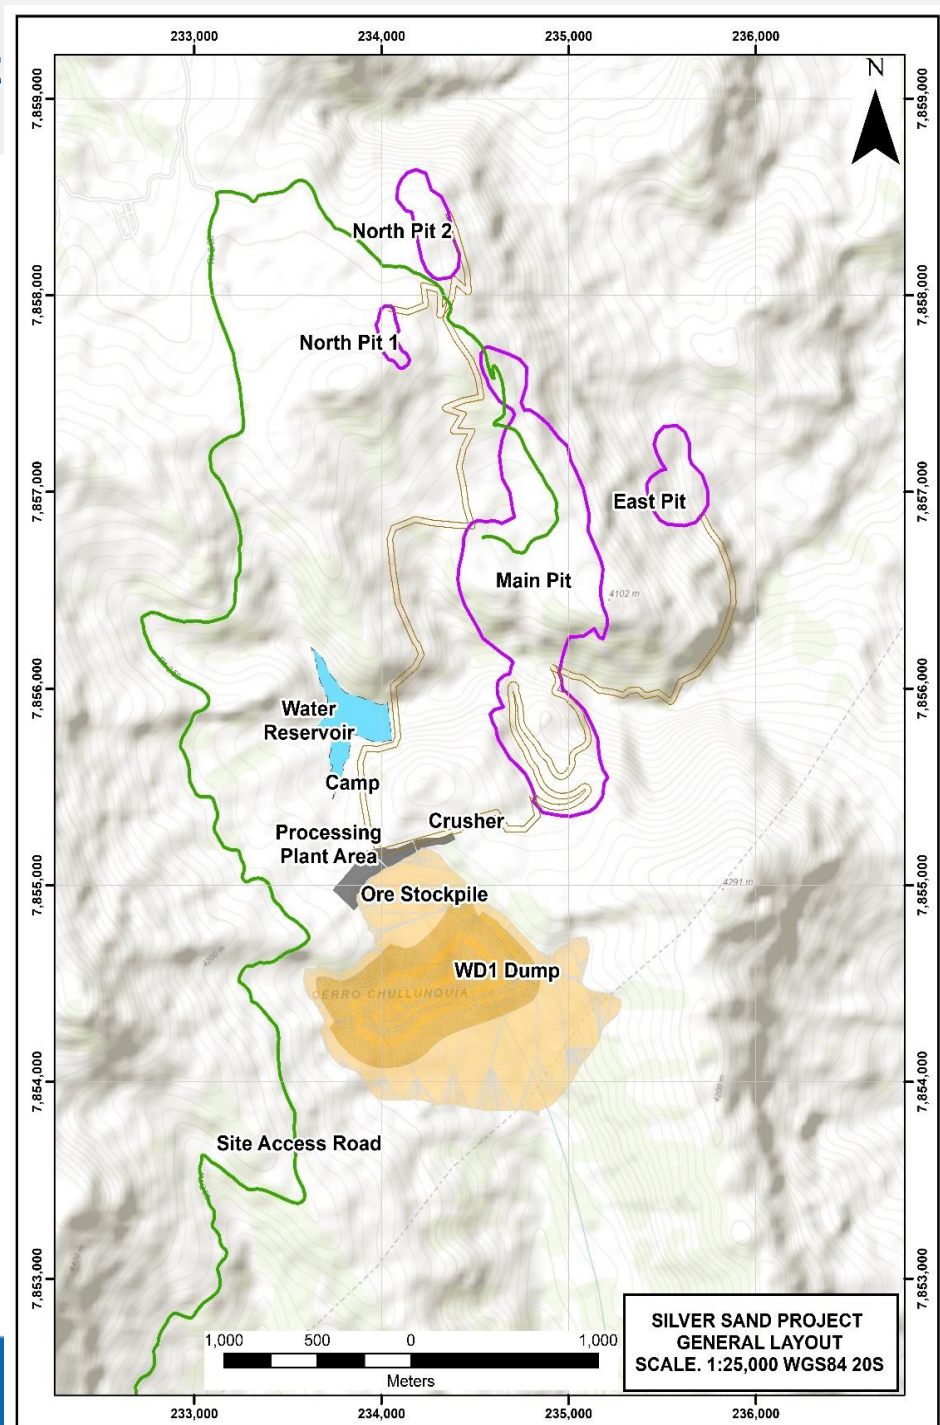 233,000
234,000
235,000
236,000
N
7,859,000
7,859,000
North Pit 2
7,858,000
7,858,000
North Pit 1
7,857,000
7,857,000
East Pit
Main Pit
4102 m
7,856,000
7,856,000
Water
Reservoir
Camp
Crusher
Processing
Plant Area
7,855,000
7,855,000
4291 m
Ore Stockpile
4200 m
WD1 Dump
CERRO CHULLUNQUIA
7,854,000
7,854,000
4200 m
Site Access Road
7,853,000
7,853,000
SILVER SAND PROJECT
GENERAL LAYOUT
SCALE. 1:25,000 WGS84 20S
1,000
500
0
1,000
Meters
233,000
234,000
235,000
236,000